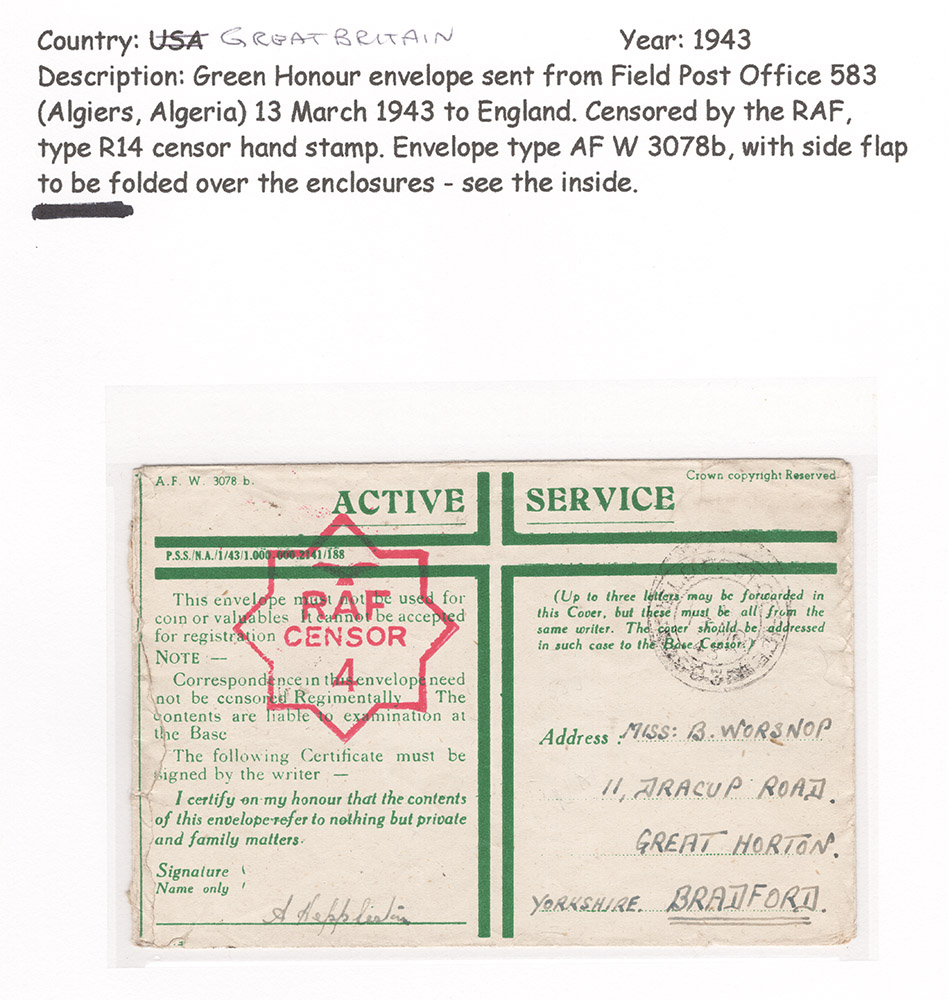 Country: USA GREAT BRITAIN Year: 1943
Description: Green Honour envelope sent from Field Post Office 583
(Algiers, Algeria) 13 March 1943 to England. Censored by the RAF,
type R14 censor hand stamp. Envelope type AF W 3078b, with side flap
to be folded over the enclosures - see the inside.
A.F. W. 3078 b.
Crown copyright Reserved
ACTIVE SERVICE
P.S.S./N.A./1/43/1.000.000.2141/188
This envelope must not be used for
coin or valuables It cannot be accepted
for registration
NOTE —
Correspondence in this envelope need
not be censored Regimentally The
contents are liable to examination at
the Base
The following Certificate must be
signed by the writer —
I certify on my honour that the contents
of this envelope refer to nothing but private
and family matters.
Signature
Name only
RAF
CENSOR
4
(Up to three letters may be forwarded in
this Cover, but these must be all from the
same writer. The cover should be addressed
in such case to the Base Censor.)
Address: MISS: B. WORSNOP
11, DRACUP ROAD.
GREAT HORTON.
YORKSHIRE. BRADFORD.